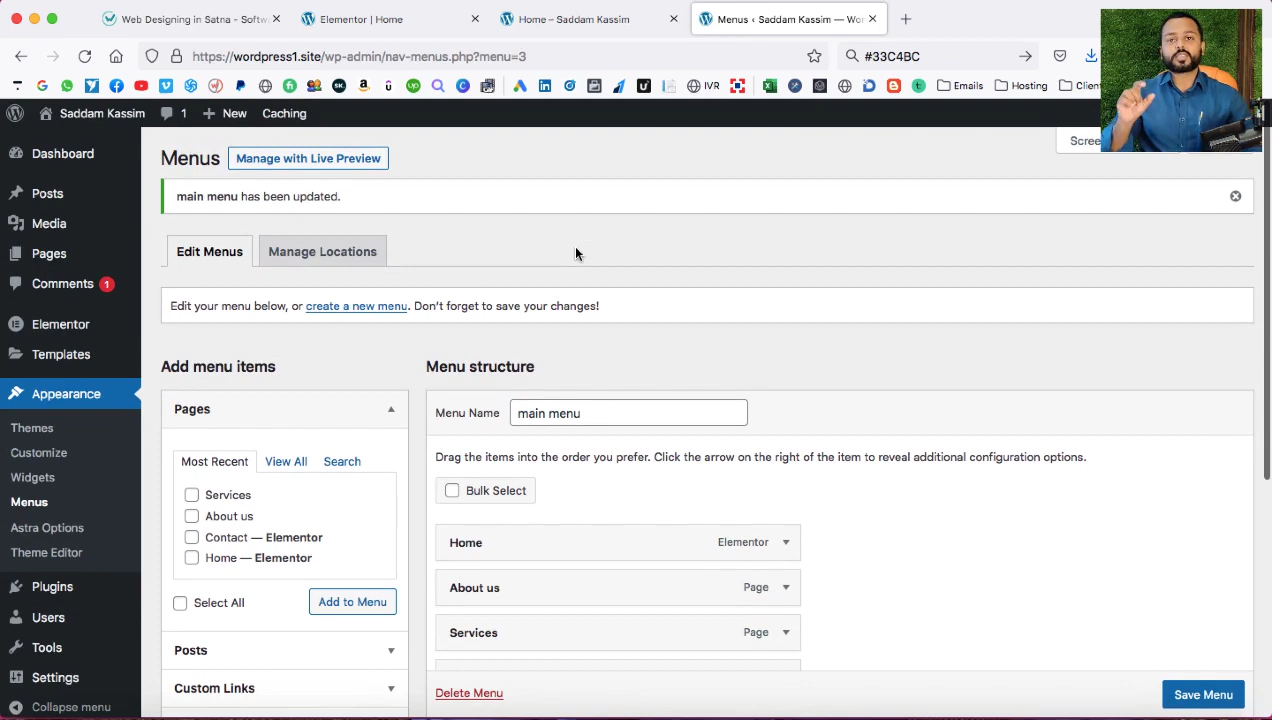 Web Designing in Satna - Softw
Elementor | Home
Home – Saddam Kassim
Menus ‹ Saddam Kassim — Wor
https://wordpress1.site/wp-admin/nav-menus.php?menu=3
#33C4BC
IVR
Emails
Hosting
Clien
Saddam Kassim
1
New
Caching
Dashboard
Posts
Media
Pages
Comments 1
Elementor
Templates
Appearance
Themes
Customize
Widgets
Menus
Astra Options
Theme Editor
Plugins
Users
Tools
Settings
Collapse menu
Scree
Menus
Manage with Live Preview
main menu has been updated.
Edit Menus
Manage Locations
Edit your menu below, or create a new menu. Don't forget to save your changes!
Add menu items
Pages
Most Recent
View All
Search
Services
About us
Contact — Elementor
Home — Elementor
Select All
Add to Menu
Posts
Custom Links
Menu structure
Menu Name
main menu
Drag the items into the order you prefer. Click the arrow on the right of the item to reveal additional configuration options.
Bulk Select
Home
Elementor
About us
Page
Services
Page
Delete Menu
Save Menu